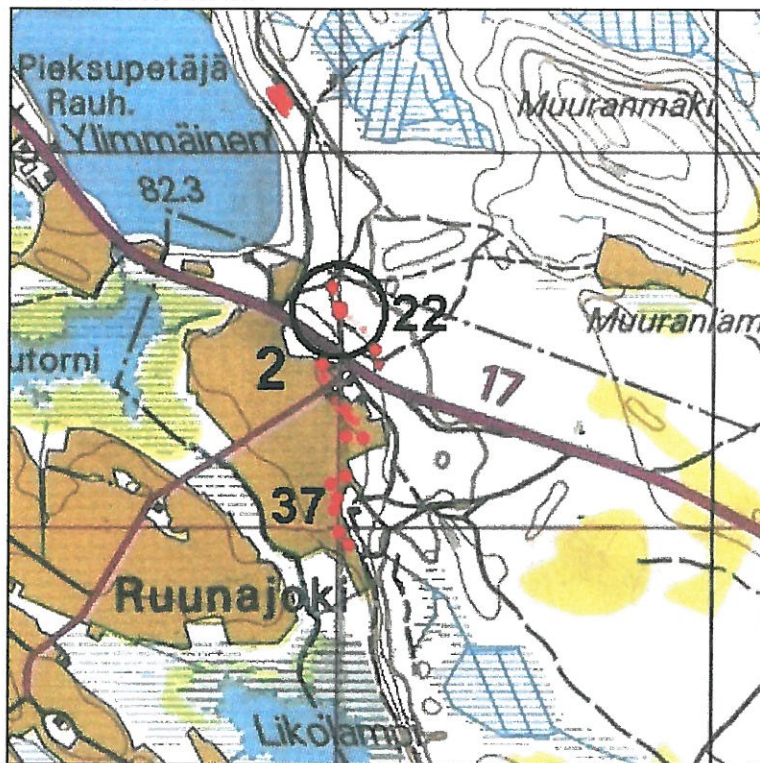 Pieksupetäjä
Rauh.
Ylimmäinen
Muuranmäki
82.3
22
Muuranlam
utorni
2
17
37
Ruunajoki
Likolampi